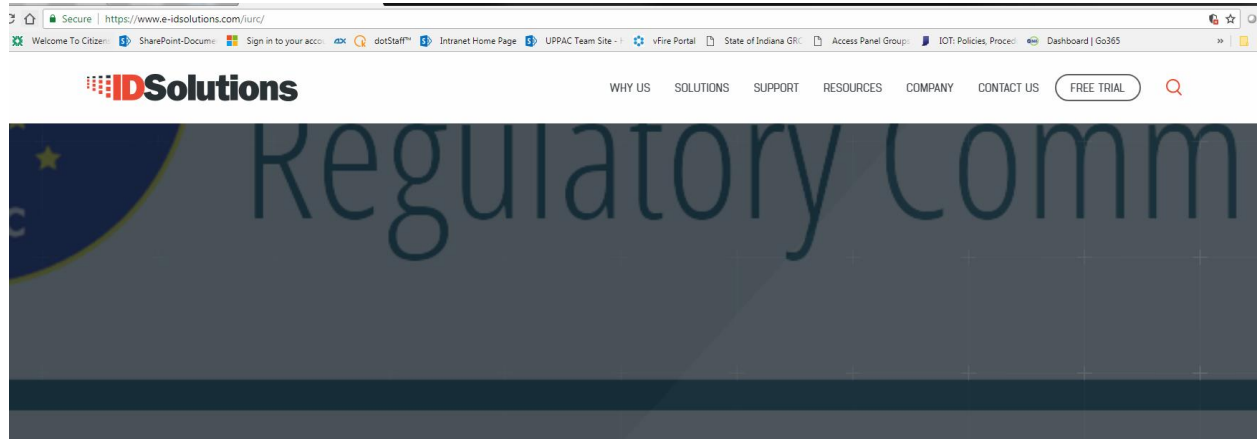 Secure | https://www.e-idsolutions.com/iurc/
Welcome To Citizen SharePoint-Docume Sign in to your accou dotStaff™ Intranet Home Page UPPAC Team Site - vFire Portal State of Indiana GRC Access Panel Group IOT: Policies, Proced Dashboard | Go365 »
IDSolutions WHY US SOLUTIONS SUPPORT RESOURCES COMPANY CONTACT US FREE TRIAL
Regulatory Comm
C